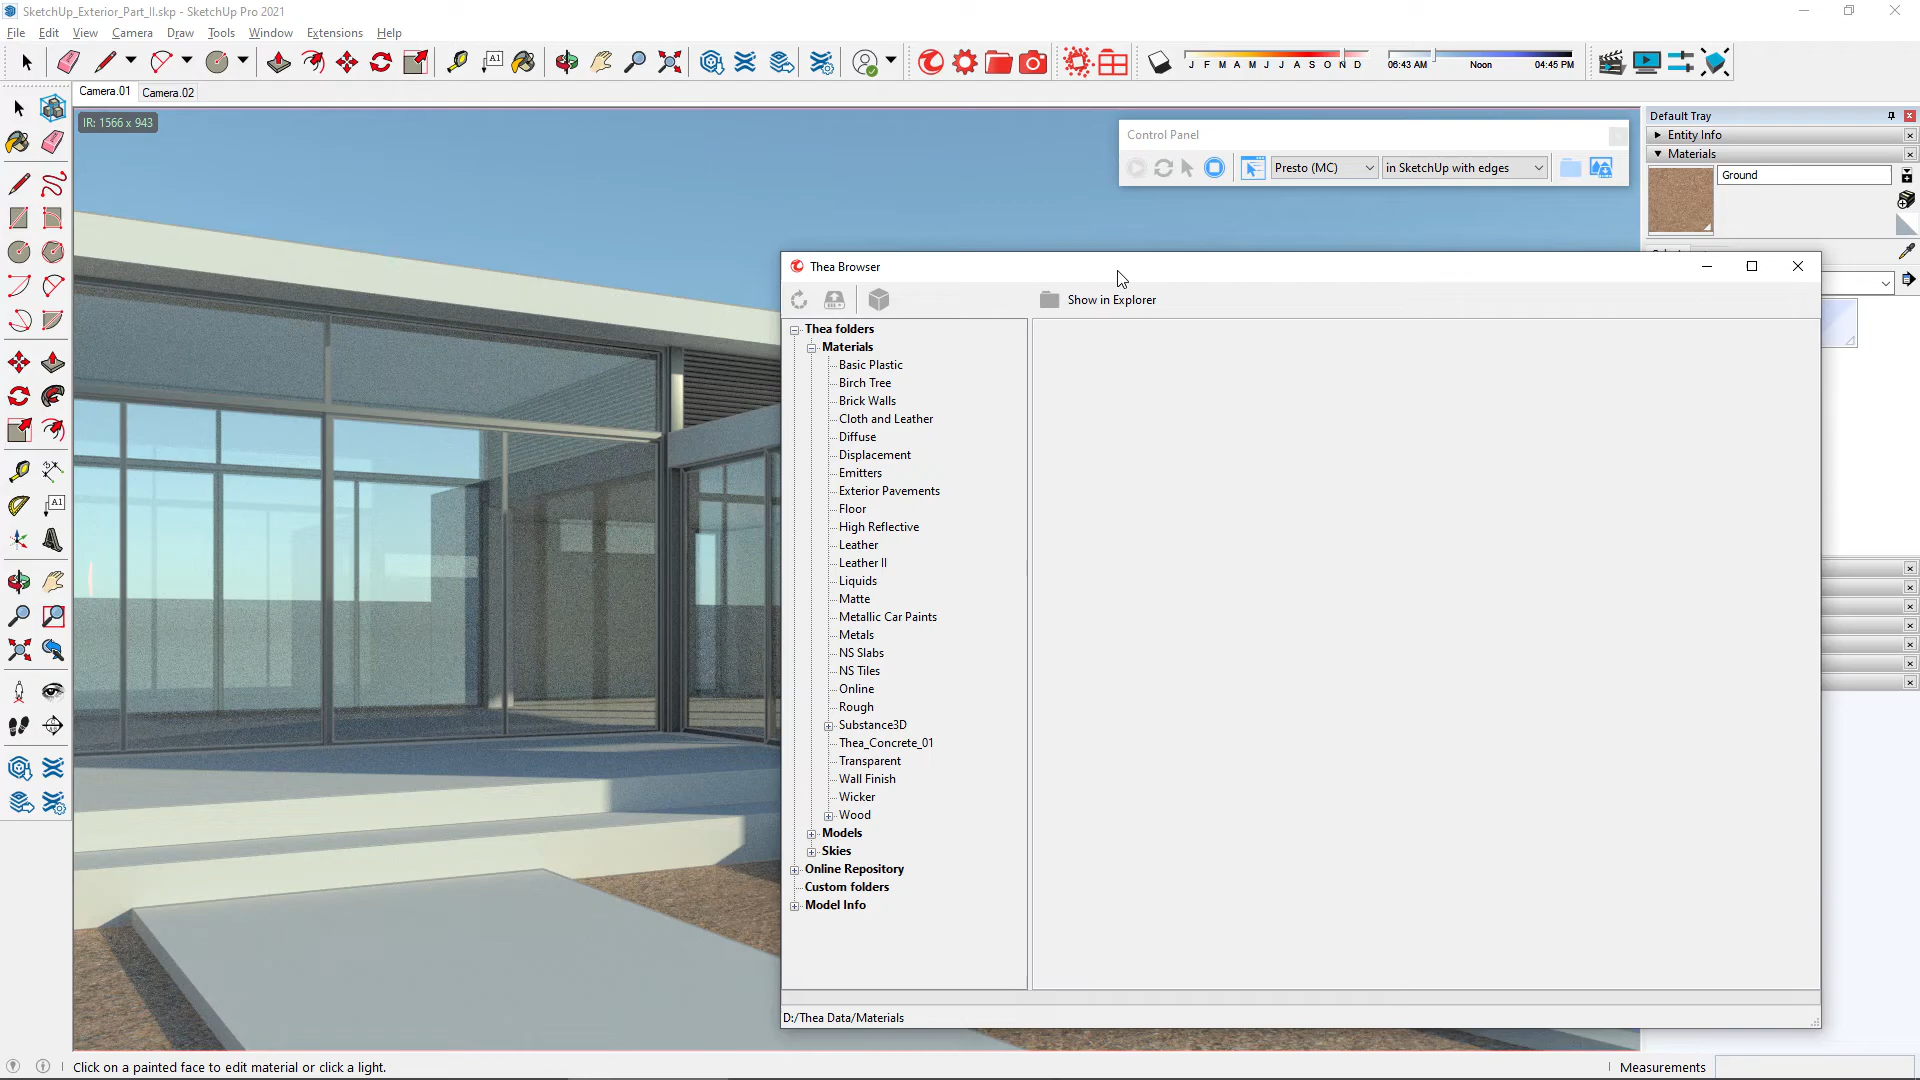 SketchUp_Exterior_Part_II.skp - SketchUp Pro 2021
File Edit View Camera Draw Tools Window Extensions Help
A1
J F M A M J J A S O N D
06:43 AM Noon 04:45 PM
Camera.01 Camera.02
IR: 1566 x 943
Control Panel
Presto (MC) in SketchUp with edges
Default Tray
Entity Info
Materials
Ground
A1
Thea Browser
Show in Explorer
Thea folders
Materials
Basic Plastic
Birch Tree
Brick Walls
Cloth and Leather
Diffuse
Displacement
Emitters
Exterior Pavements
Floor
High Reflective
Leather
Leather II
Liquids
Matte
Metallic Car Paints
Metals
NS Slabs
NS Tiles
Online
Rough
Substance3D
Thea_Concrete_01
Transparent
Wall Finish
Wicker
Wood
Models
Skies
Online Repository
Custom folders
Model Info
D:/Thea Data/Materials
Click on a painted face to edit material or click a light.
Measurements